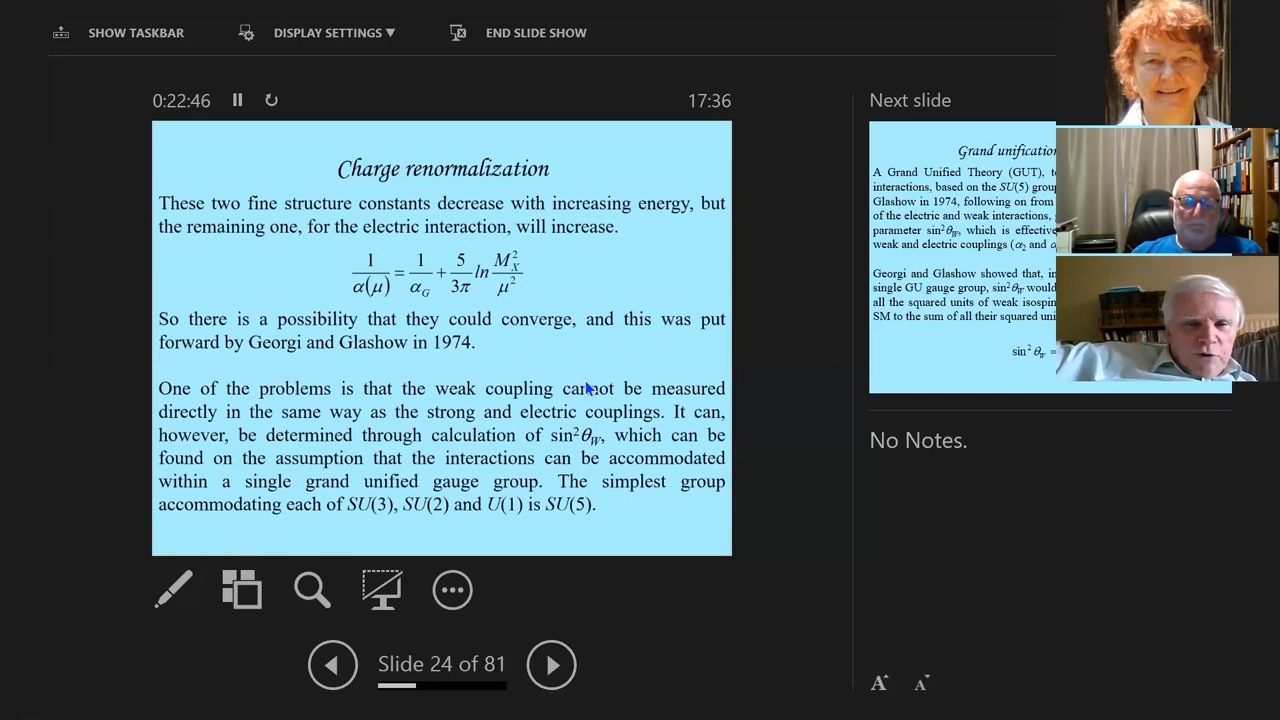 SHOW TASKBAR
DISPLAY SETTINGS ▼
END SLIDE SHOW
0:22:46
17:36
Charge renormalization
These two fine structure constants decrease with increasing energy, but
the remaining one, for the electric interaction, will increase.
1/α(μ) = 1/α_G + 5/3π ln M_X²/μ²
So there is a possibility that they could converge, and this was put
forward by Georgi and Glashow in 1974.
One of the problems is that the weak coupling cannot be measured
directly in the same way as the strong and electric couplings. It can,
however, be determined through calculation of sin²θ_W, which can be
found on the assumption that the interactions can be accommodated
within a single grand unified gauge group. The simplest group
accommodating each of SU(3), SU(2) and U(1) is SU(5).
Slide 24 of 81
Next slide
Grand unification
A Grand Unified Theory (GUT),
interactions, based on the SU(5)
Glashow in 1974, following on from
of the electric and weak interactions,
parameter sin²θ_W, which is
weak and electric couplings (α₂ and
Georgi and Glashow showed that,
single GU gauge group, sin²θ_W would
all the squared units of weak
SM to the sum of all their squared
sin² θ_W =
No Notes.
A A